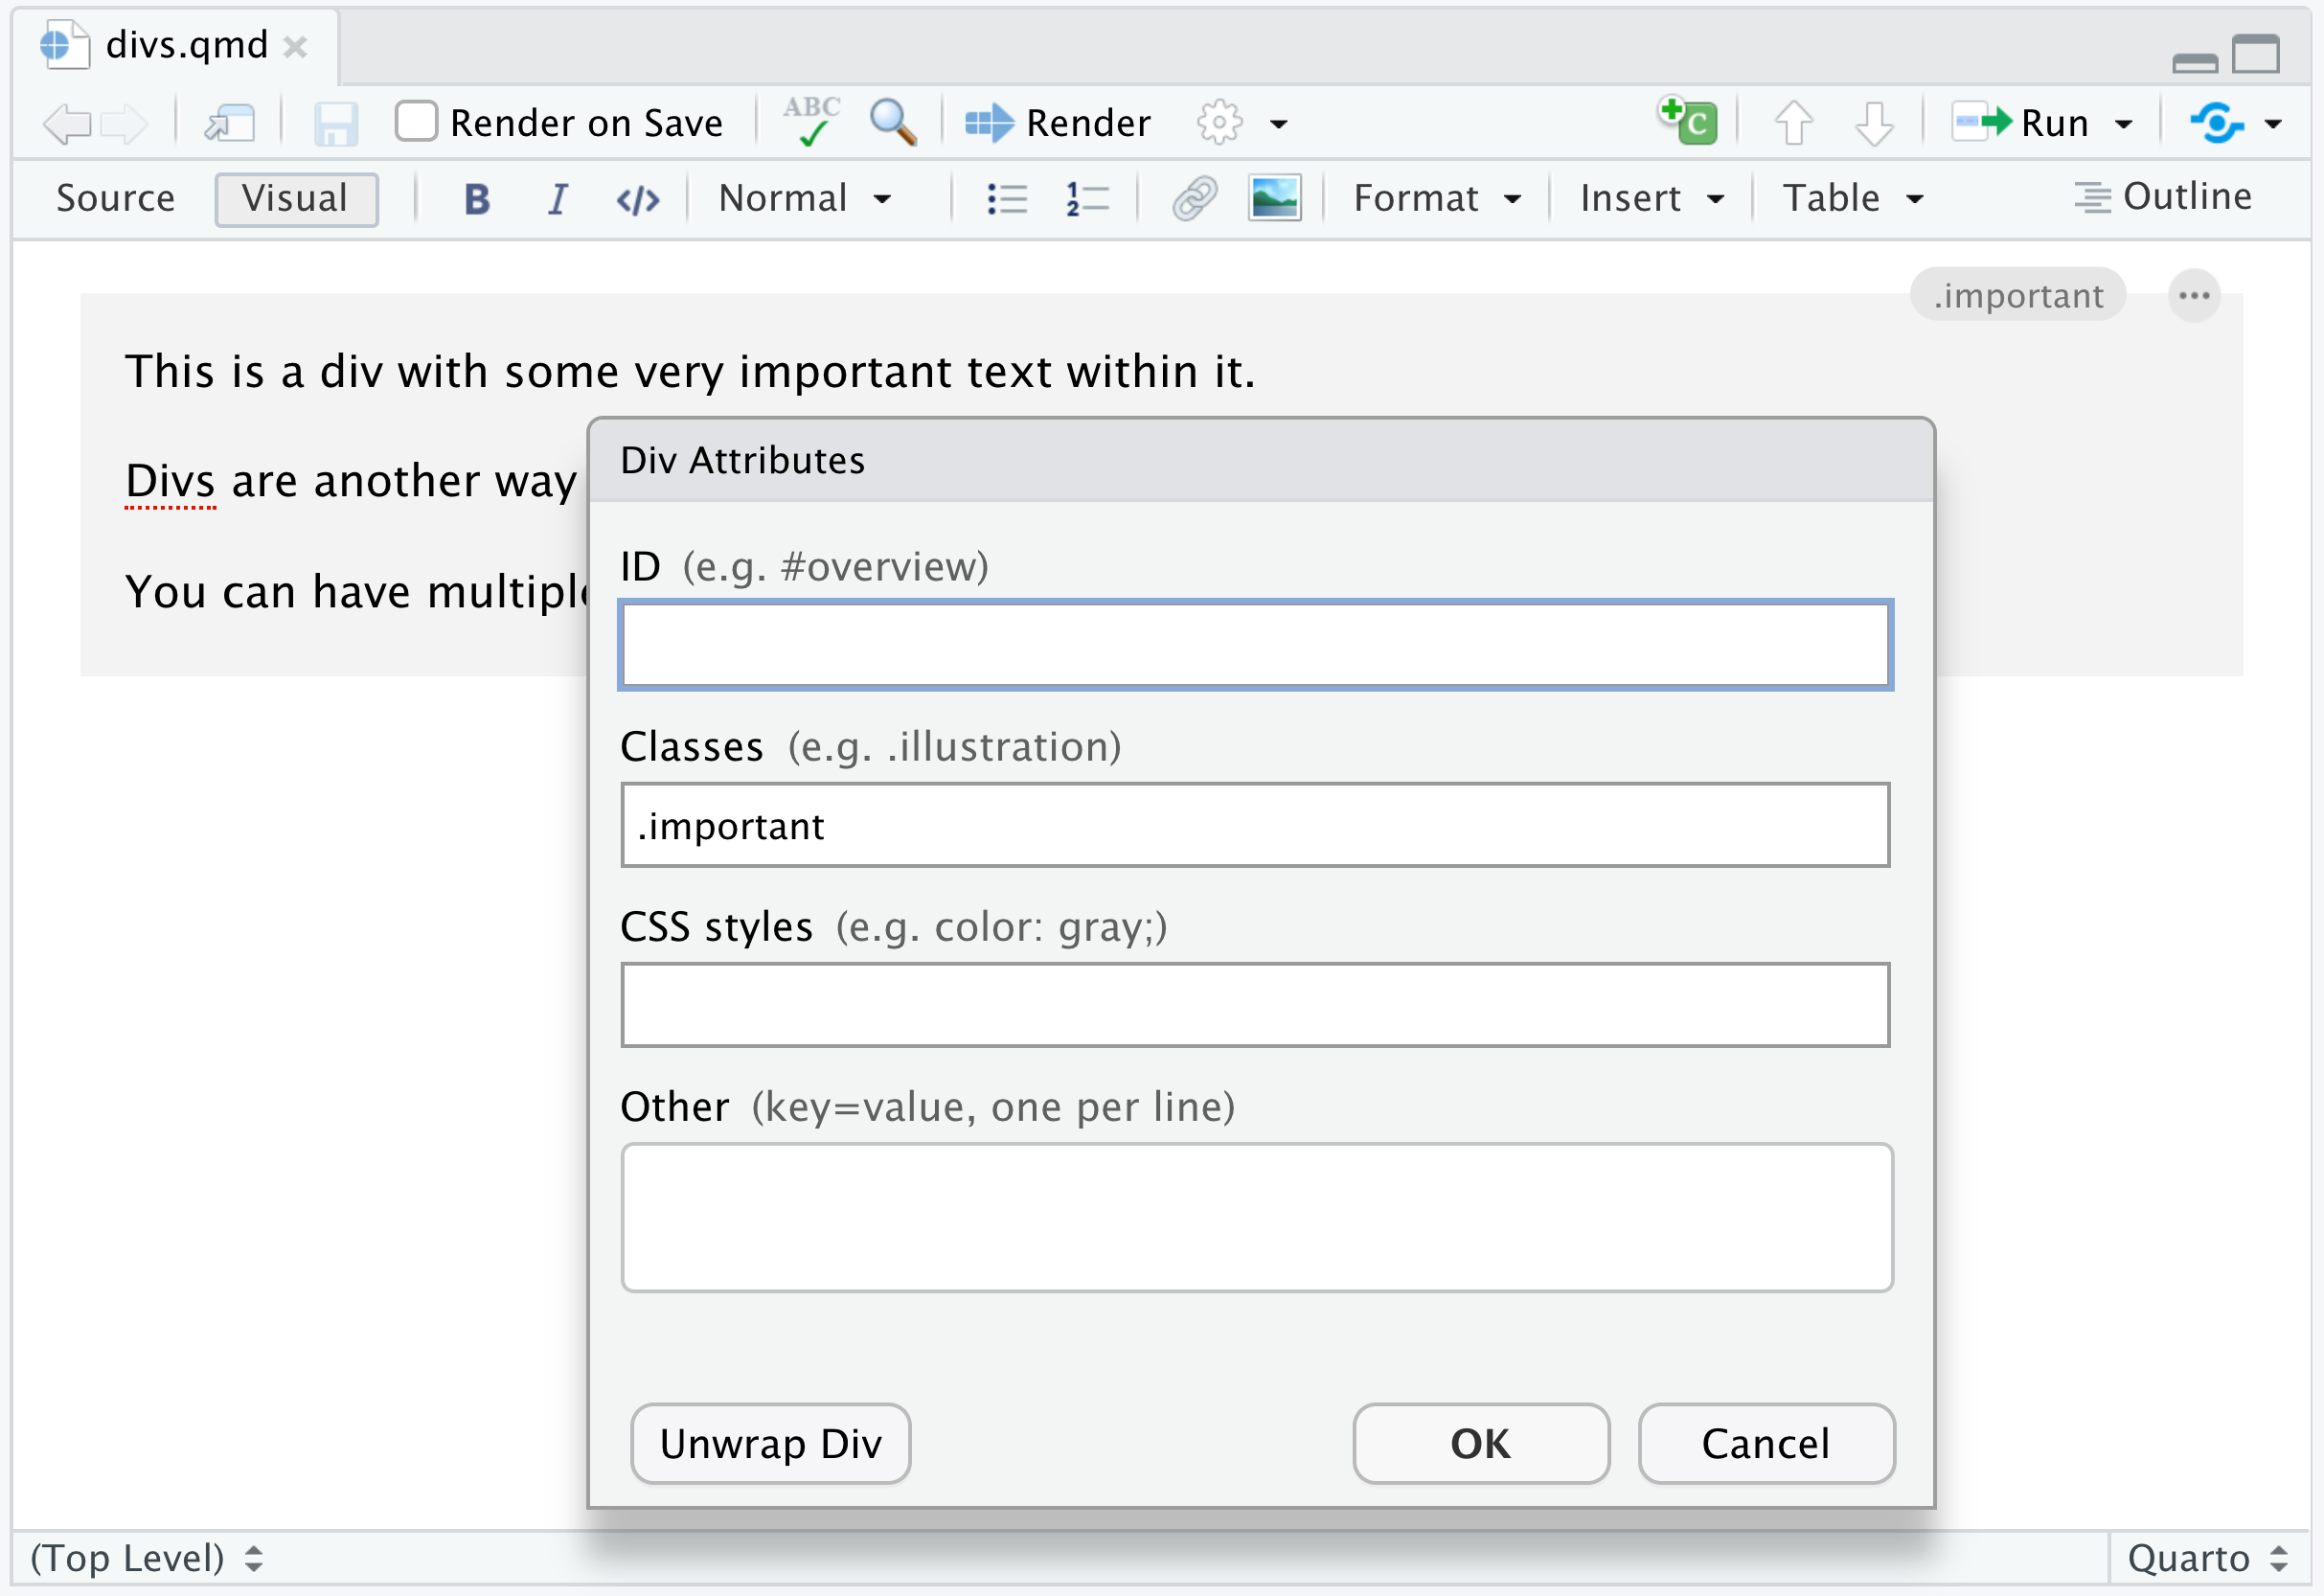 divs.qmd
Render on Save ABC Render C Run
Source Visual B I </> Normal 1 2 Format Insert Table Outline
.important
This is a div with some very important text within it.
Divs are another way
You can have multiple
Div Attributes
ID (e.g. #overview)
Classes (e.g. .illustration)
.important
CSS styles (e.g. color: gray;)
Other (key=value, one per line)
Unwrap Div OK Cancel
(Top Level) Quarto